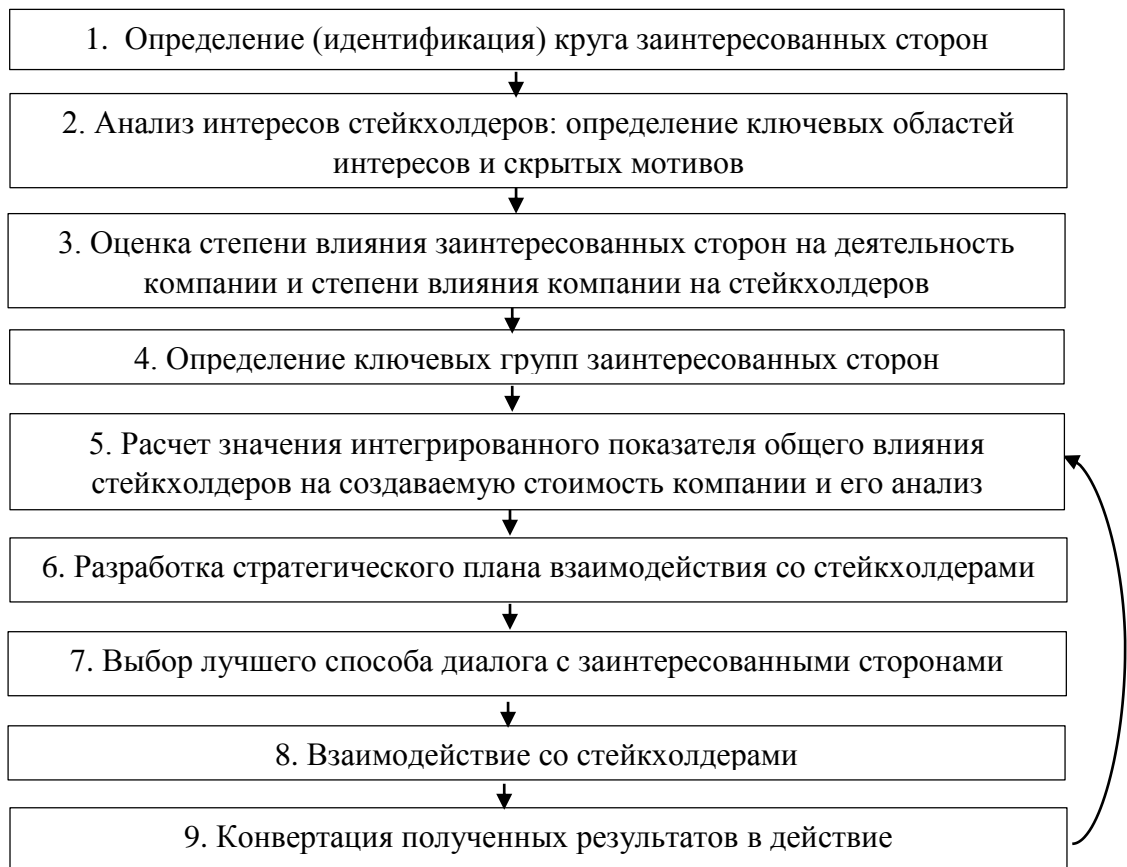 1. Определение (идентификация) круга заинтересованных сторон
2. Анализ интересов стейкхолдеров: определение ключевых областей
интересов и скрытых мотивов
3. Оценка степени влияния заинтересованных сторон на деятельность
компании и степени влияния компании на стейкхолдеров
4. Определение ключевых групп заинтересованных сторон
5. Расчет значения интегрированного показателя общего влияния
стейкхолдеров на создаваемую стоимость компании и его анализ
6. Разработка стратегического плана взаимодействия со стейкхолдерами
7. Выбор лучшего способа диалога с заинтересованными сторонами
8. Взаимодействие со стейкхолдерами
9. Конвертация полученных результатов в действие